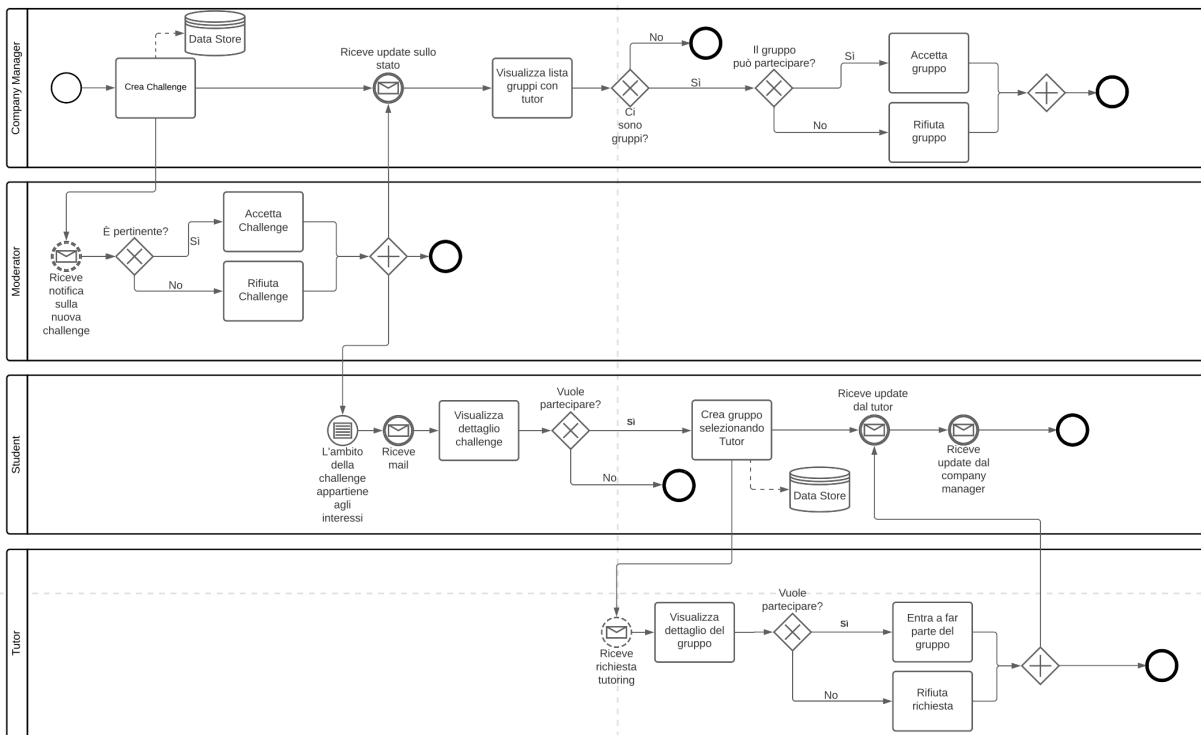 Company Manager
Data Store
Crea Challenge
Riceve update sullo
stato
Visualizza lista
gruppi con
tutor
No
Ci
sono
gruppi?
Sì
Il gruppo
può partecipare?
Sì
No
Accetta
gruppo
Rifiuta
gruppo
Moderator
Riceve
notifica
sulla
nuova
challenge
È pertinente?
Sì
No
Accetta
Challenge
Rifiuta
Challenge
Student
L'ambito
della
challenge
appartiene
agli
interessi
Riceve
mail
Visualizza
dettaglio
challenge
Vuole
partecipare?
sì
No
Crea gruppo
selezionando
Tutor
Data Store
Riceve update
dal tutor
Riceve
update dal
company
manager
Tutor
Riceve
richiesta
tutoring
Visualizza
dettaglio del
gruppo
Vuole
partecipare?
sì
No
Entra a far
parte del
gruppo
Rifiuta
richiesta